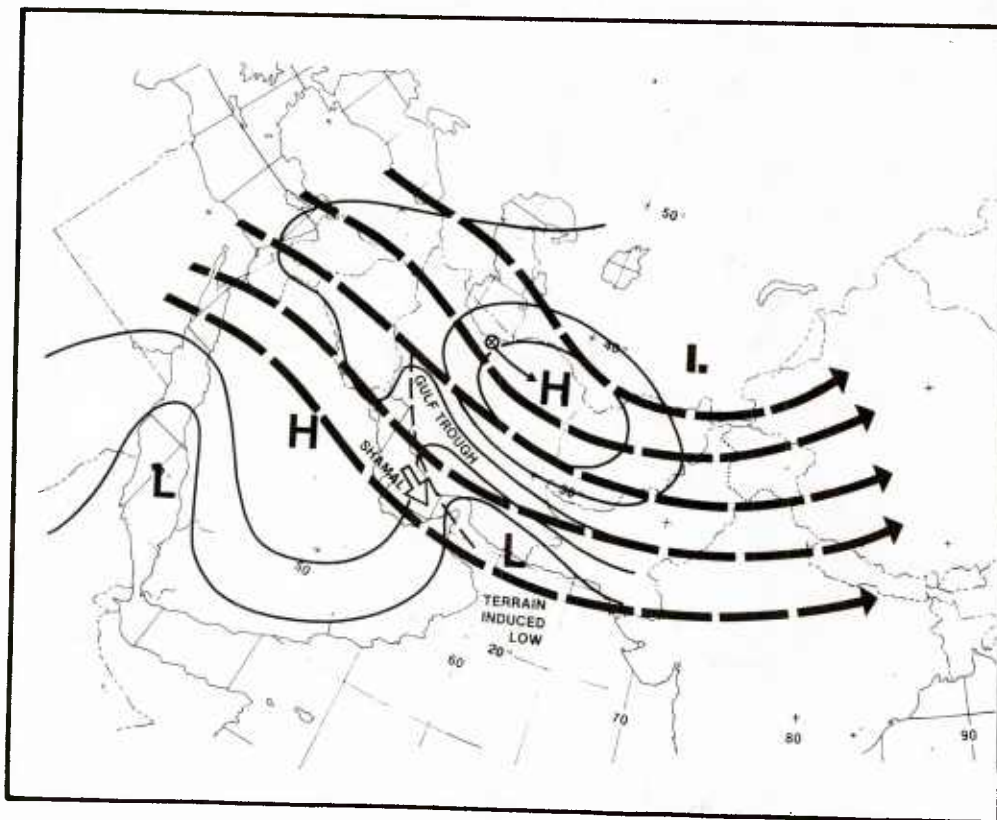 50
40
L
H
GULF TROUGH
H
SHAMAL
L
30
L
50
TERRAIN
INDUCED
LOW
20
60
70
80
90